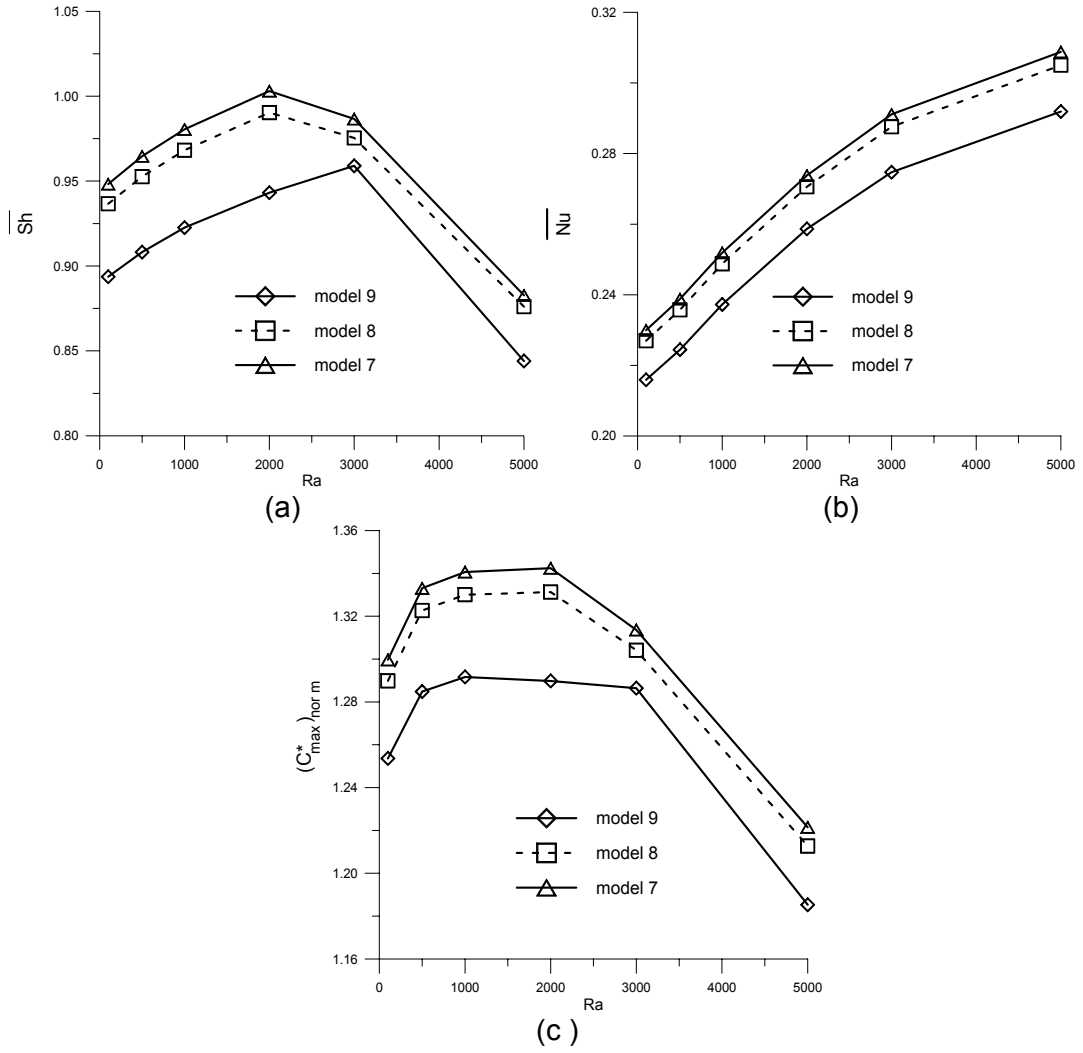 1.05
1.00
0.95
0.90
0.85
0.80
Sh
0
1000
2000
3000
4000
5000
Ra
model 9
model 8
model 7
(a)
0.32
0.28
0.24
0.20
Nu
0
1000
2000
3000
4000
5000
Ra
model 9
model 8
model 7
(b)
1.36
1.32
1.28
1.24
1.20
1.16
(C*max)nor m
0
1000
2000
3000
4000
5000
Ra
model 9
model 8
model 7
(c )